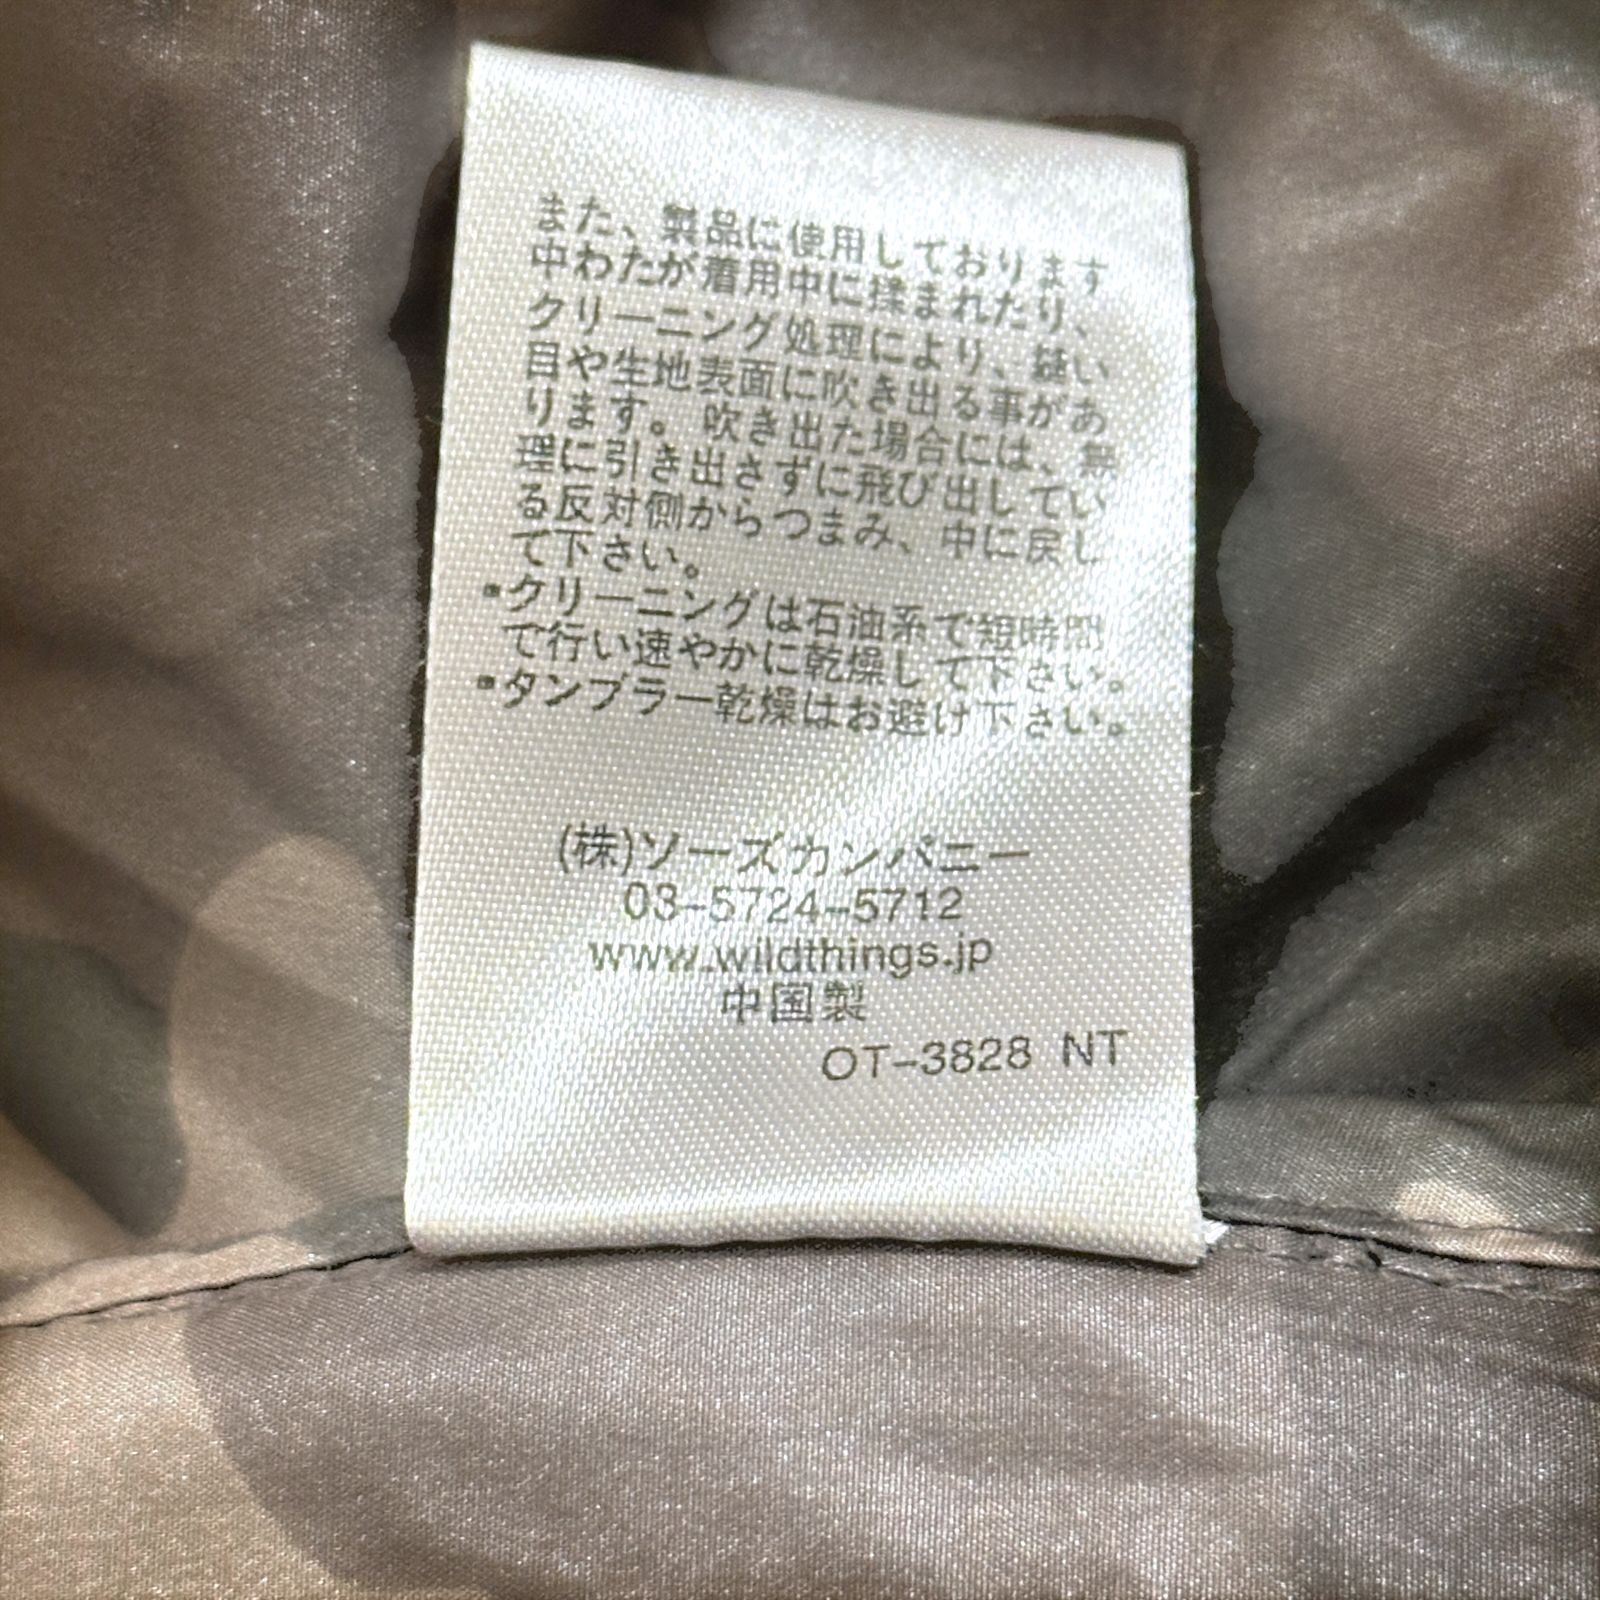 また、製品に使用しております
中わたが着用中に揉まれたり、
クリーニング処理により、縫い
目や生地表面に吹き出る事があ
ります。吹き出た場合には、無
理に引き出さずに飛び出してい
る反対側からつまみ、中に戻し
て下さい。
▪クリーニングは石油系で短時間
で行い速やかに乾燥して下さい。
▪タンブラー乾燥はお避け下さい。
(株)ソーズカンパニー
03-5724-5712
www.wildthings.jp
中国製
OT-3828 NT